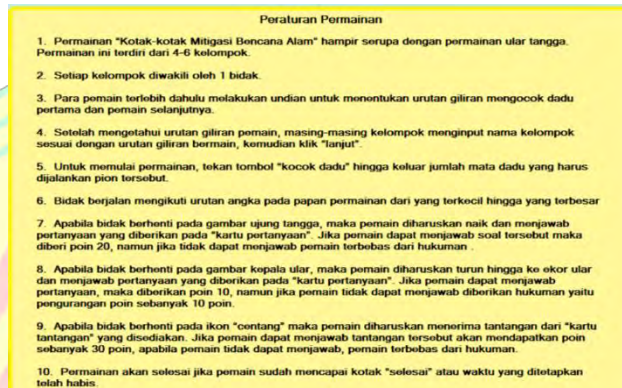 Peraturan Permainan
1. Permainan "Kotak-kotak Mitigasi Bencana Alam" hampir serupa dengan permainan ular tangga.
Permainan ini terdiri dari 4-6 kelompok.
2. Setiap kelompok diwakili oleh 1 bidak.
3. Para pemain terlebih dahulu melakukan undian untuk menentukan urutan giliran mengocok dadu
pertama dan pemain selanjutnya.
4. Setelah mengetahui urutan giliran pemain, masing-masing kelompok menginput nama kelompok
sesuai dengan urutan giliran bermain, kemudian klik "lanjut".
5. Untuk memulai permainan, tekan tombol "kocok dadu" hingga keluar jumlah mata dadu yang harus
dijalankan pion tersebut.
6. Bidak berjalan mengikuti urutan angka pada papan permainan dari yang terkecil hingga yang terbesar
7. Apabila bidak berhenti pada gambar ujung tangga, maka pemain diharuskan naik dan menjawab
pertanyaan yang diberikan pada "kartu pertanyaan". Jika pemain dapat menjawab soal tersebut maka
diberi poin 20, namun jika tidak dapat menjawab pemain terbebas dari hukuman .
8. Apabila bidak berhenti pada gambar kepala ular, maka pemain diharuskan turun hingga ke ekor ular
dan menjawab pertanyaan yang diberikan pada "kartu pertanyaan". Jika pemain dapat menjawab
pertanyaan, maka diberikan poin 10, namun jika pemain tidak dapat menjawab diberikan hukuman yaitu
pengurangan poin sebanyak 10 poin.
9. Apabila bidak berhenti pada ikon "centang" maka pemain diharuskan menerima tantangan dari "kartu
tantangan" yang disediakan. Jika pemain dapat menjawab tantangan tersebut akan mendapatkan poin
sebanyak 30 poin, apabila pemain tidak dapat menjawab, pemain terbebas dari hukuman.
10. Permainan akan selesai jika pemain sudah mencapai kotak "selesai" atau waktu yang ditetapkan
telah habis.